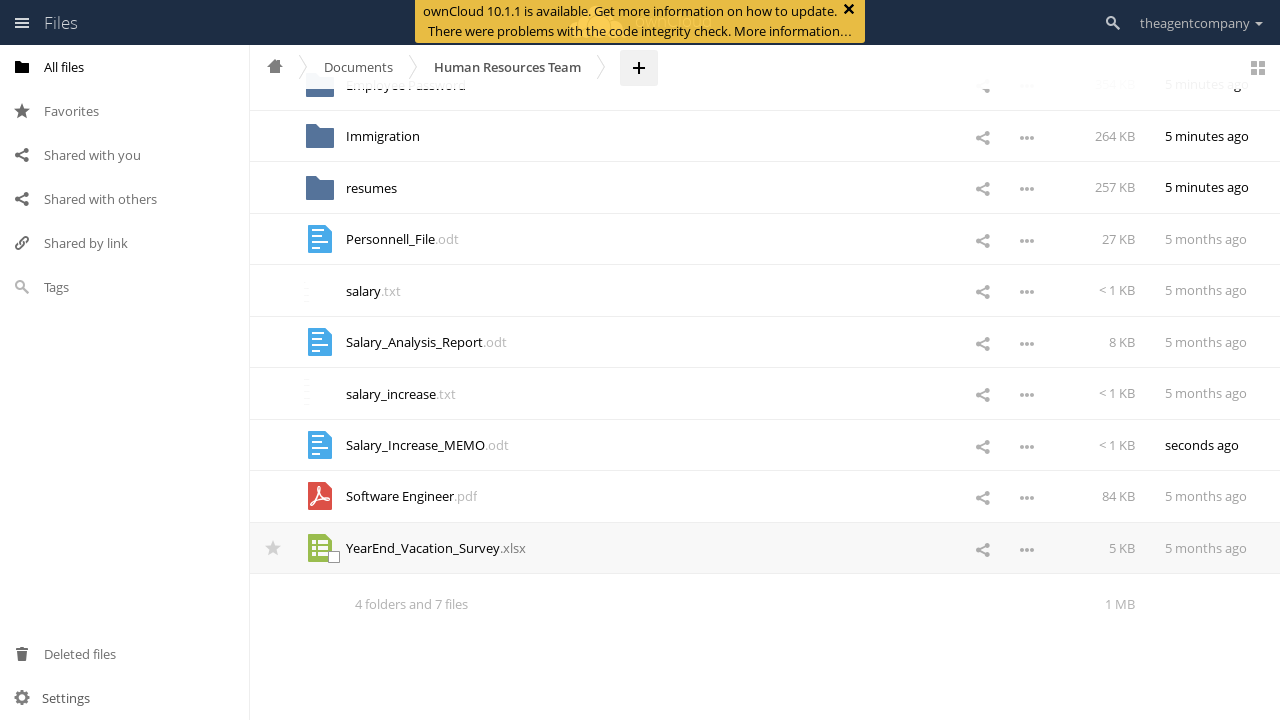 Files
ownCloud 10.1.1 is available. Get more information on how to update.
There were problems with the code integrity check. More information…
theagentcompany
All files
Favorites
Shared with you
Shared with others
Shared by link
Tags
Deleted files
Settings
Documents
Human Resources Team
Employee Password 5 minutes ago
Immigration 264 KB 5 minutes ago
resumes 257 KB 5 minutes ago
Personnell_File.odt 27 KB 5 months ago
salary.txt < 1 KB 5 months ago
Salary_Analysis_Report.odt 8 KB 5 months ago
salary_increase.txt < 1 KB 5 months ago
Salary_Increase_MEMO.odt < 1 KB seconds ago
Software Engineer.pdf 84 KB 5 months ago
YearEnd_Vacation_Survey.xlsx 5 KB 5 months ago
4 folders and 7 files 1 MB